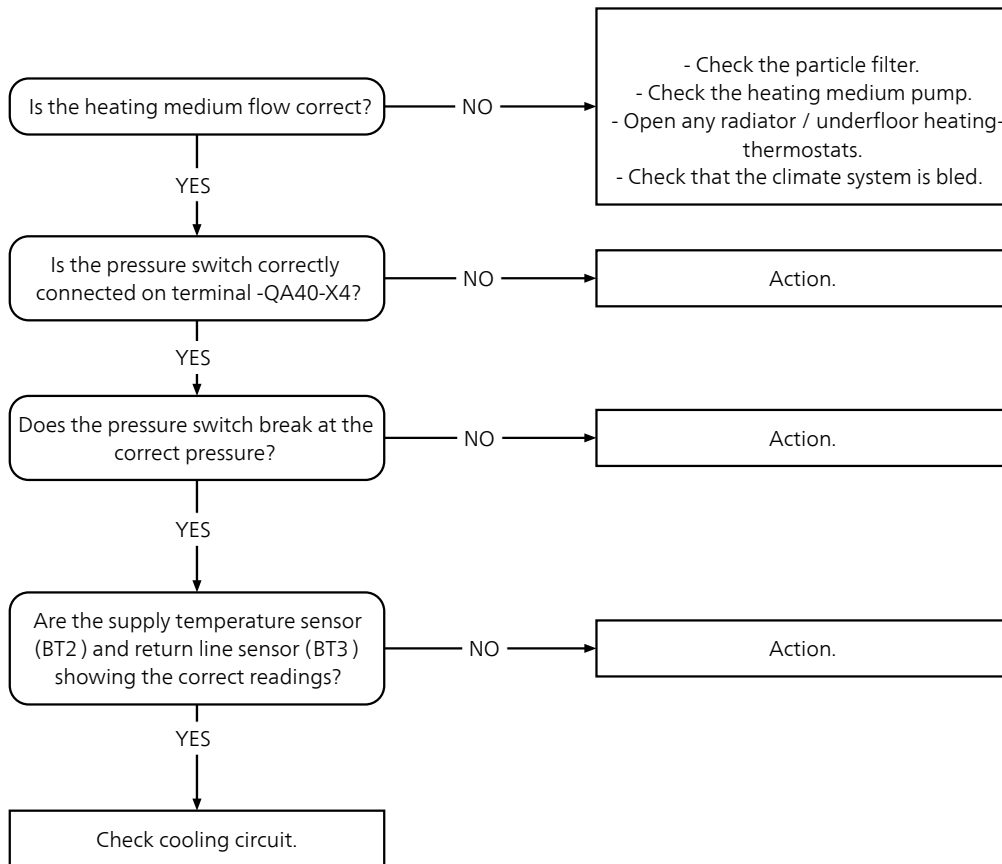 Is the heating medium flow correct?
NO
- Check the particle filter.
- Check the heating medium pump.
- Open any radiator / underfloor heating-
thermostats.
- Check that the climate system is bled.
YES
Is the pressure switch correctly
connected on terminal -QA40-X4?
NO
Action.
YES
Does the pressure switch break at the
correct pressure?
NO
Action.
YES
Are the supply temperature sensor
(BT2) and return line sensor (BT3)
showing the correct readings?
NO
Action.
YES
Check cooling circuit.